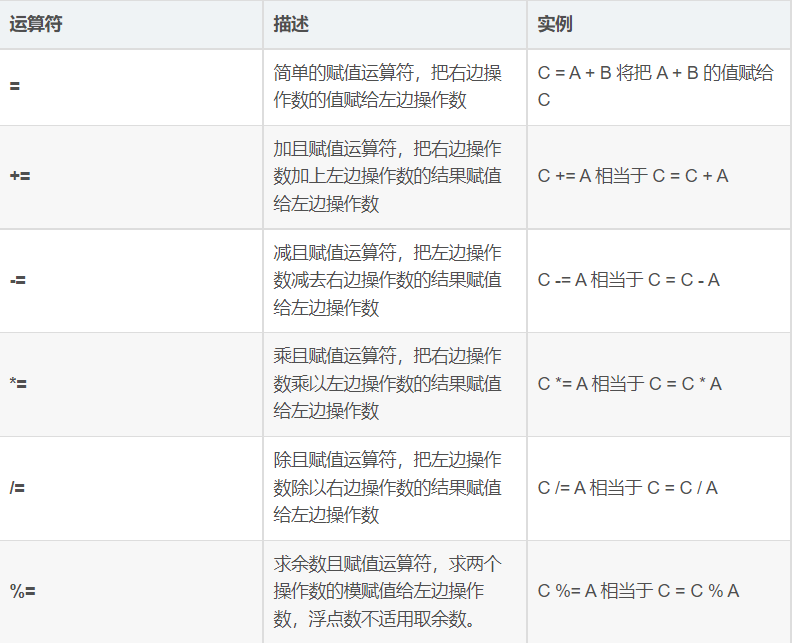 运算符 描述 实例
= 简单的赋值运算符，把右边操 C = A + B 将把 A + B 的值赋给
作数的值赋给左边操作数 C
加且赋值运算符，把右边操作
+= 数加上左边操作数的结果赋值 C += A 相当于 C = C + A
给左边操作数
减且赋值运算符，把左边操作
-= 数减去右边操作数的结果赋值 C -= A 相当于 C = C - A
给左边操作数
乘且赋值运算符，把右边操作
*= 数乘以左边操作数的结果赋值 C *= A 相当于 C = C * A
给左边操作数
除且赋值运算符，把左边操作
/= 数除以右边操作数的结果赋值 C /= A 相当于 C = C / A
给左边操作数
求余数且赋值运算符，求两个
%= 操作数的模赋值给左边操作 C %= A 相当于 C = C % A
数，浮点数不适用取余数。